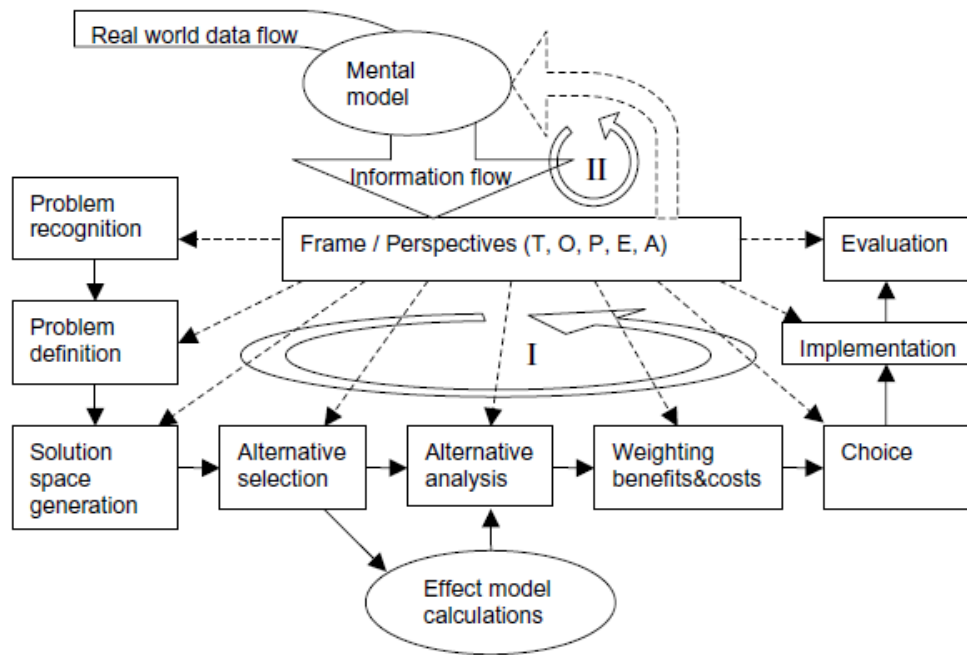 Real world data flow
Mental
model
II
Information flow
Problem
recognition
Frame / Perspectives (T, O, P, E, A)
Evaluation
Problem
definition
I
Implementation
Solution
space
generation
Alternative
selection
Alternative
analysis
Weighting
benefits&costs
Choice
Effect model
calculations